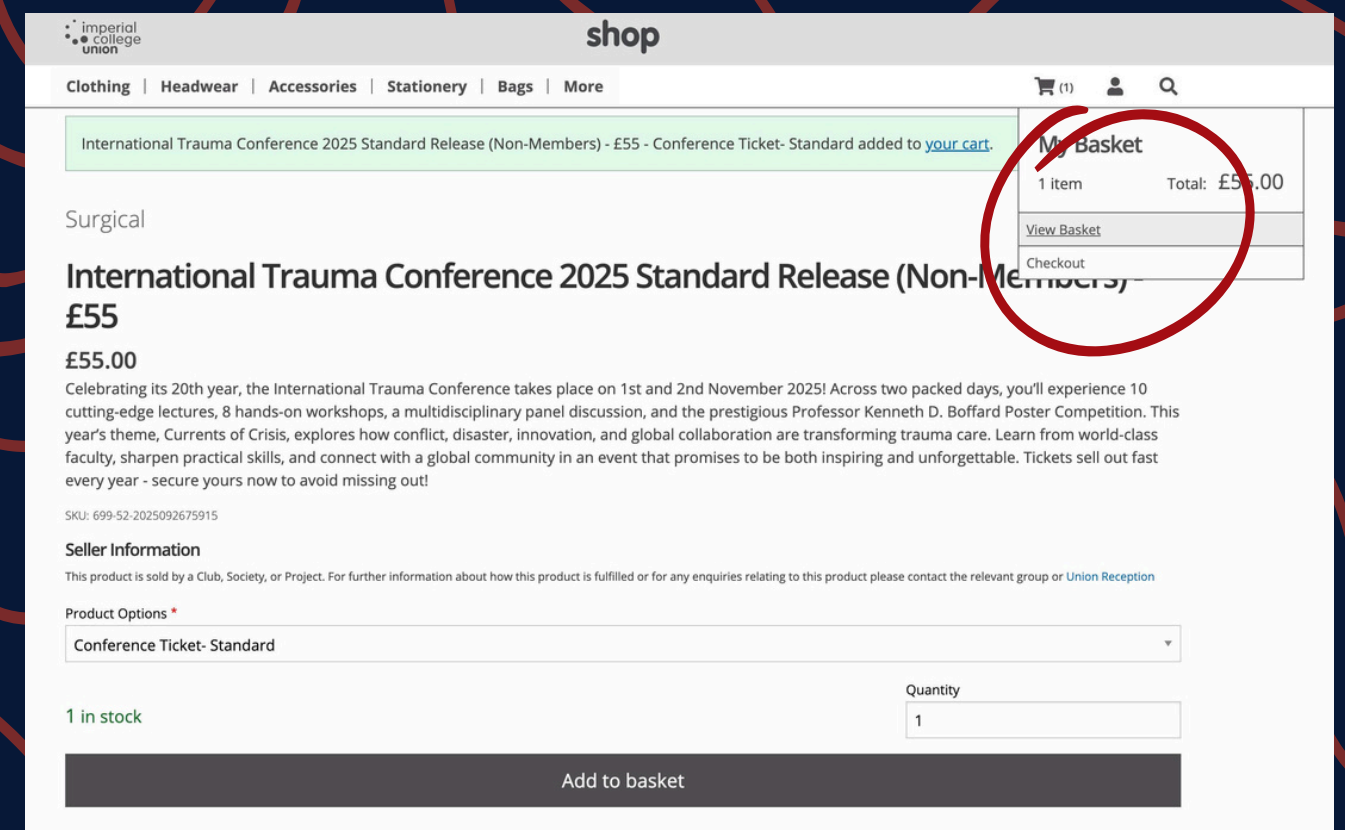 imperial
college
union
shop
Clothing | Headwear | Accessories | Stationery | Bags | More
(1)
International Trauma Conference 2025 Standard Release (Non-Members) - £55 - Conference Ticket- Standard added to your cart.
My Basket
1 item Total: £55.00
View Basket
Checkout
Surgical
International Trauma Conference 2025 Standard Release (Non-Members) -
£55
£55.00
Celebrating its 20th year, the International Trauma Conference takes place on 1st and 2nd November 2025! Across two packed days, you'll experience 10
cutting-edge lectures, 8 hands-on workshops, a multidisciplinary panel discussion, and the prestigious Professor Kenneth D. Boffard Poster Competition. This
year's theme, Currents of Crisis, explores how conflict, disaster, innovation, and global collaboration are transforming trauma care. Learn from world-class
faculty, sharpen practical skills, and connect with a global community in an event that promises to be both inspiring and unforgettable. Tickets sell out fast
every year - secure yours now to avoid missing out!
SKU: 699-52-2025092675915
Seller Information
This product is sold by a Club, Society, or Project. For further information about how this product is fulfilled or for any enquiries relating to this product please contact the relevant group or Union Reception
Product Options *
Conference Ticket- Standard
Quantity
1 in stock
1
Add to basket